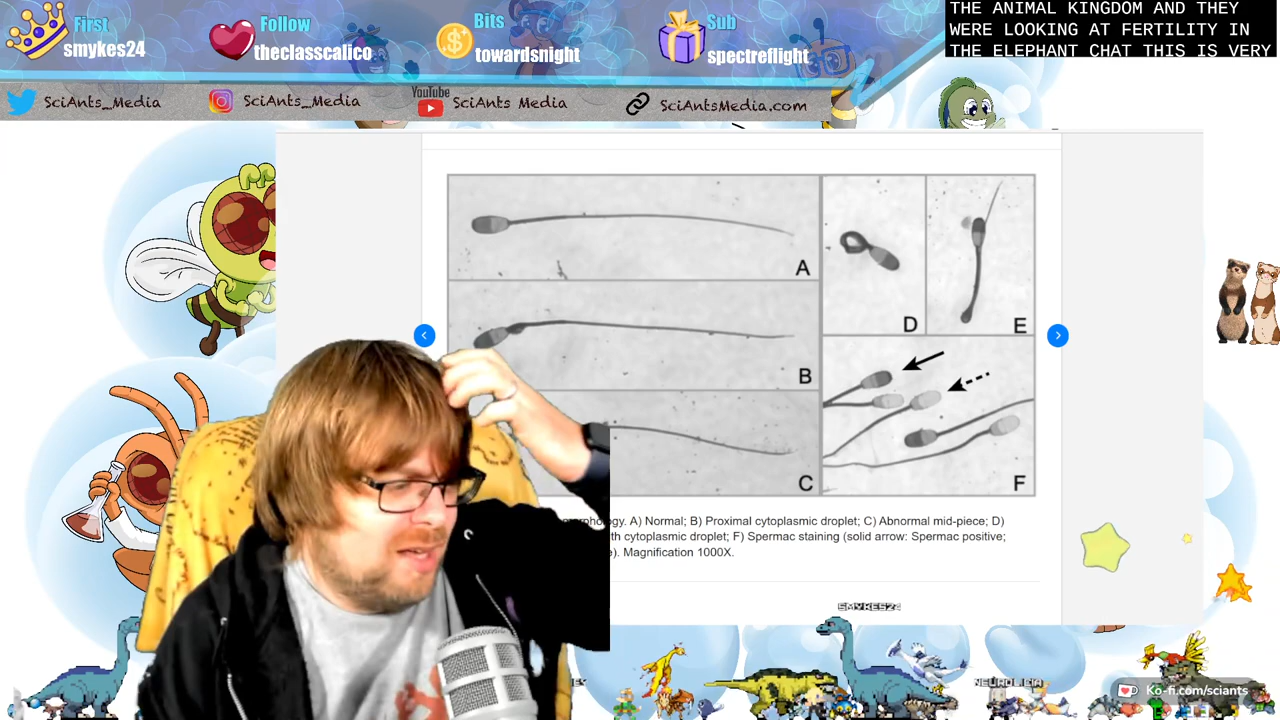 First
smykes24
Follow
theclasscalico
Bits
towardsnight
Sub
spectreflight
THE ANIMAL KINGDOM AND THEY
WERE LOOKING AT FERTILITY IN
THE ELEPHANT CHAT THIS IS VERY
SciAnts_Media
SciAnts_Media
YouTube
SciAnts Media
SciAntsMedia.com
A
B
C
D
E
F
A) Normal; B) Proximal cytoplasmic droplet; C) Abnormal mid-piece; D)
cytoplasmic droplet; F) Spermac staining (solid arrow: Spermac positive;
Magnification 1000X.
SMYKES24
Ko-fi.com/sciants